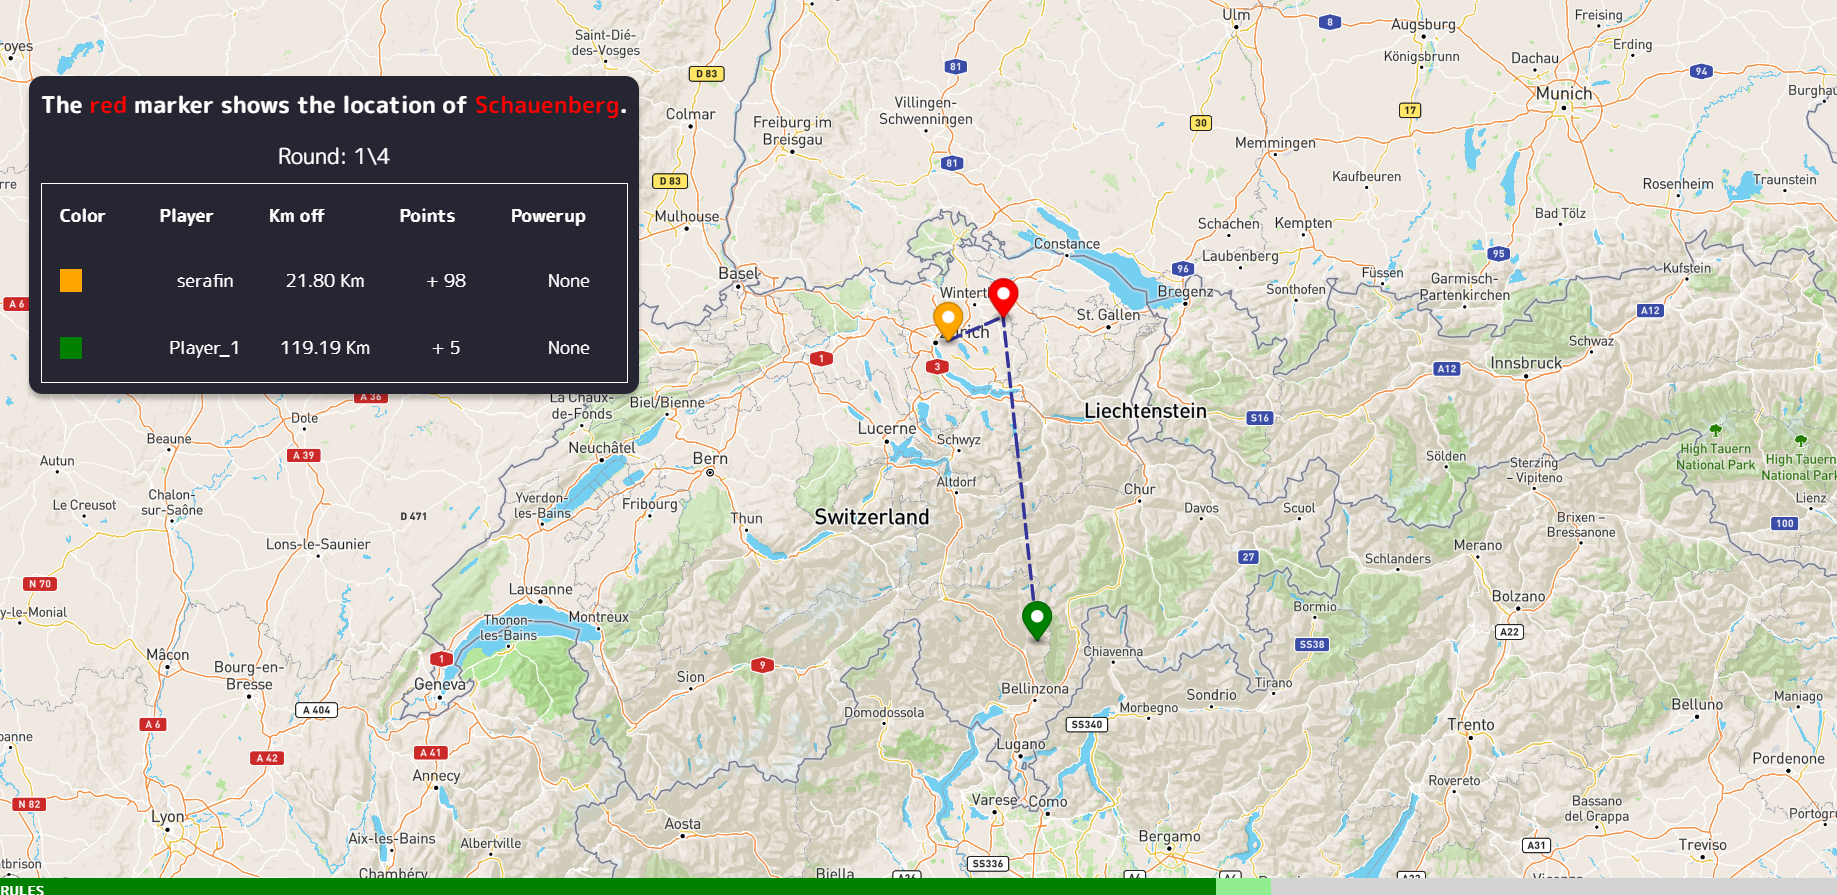 The red marker shows the location of Schauenberg.
Round: 1\4
Color Player Km off Points Powerup
serafin 21.80 Km + 98 None
Player_1 119.19 Km + 5 None
Ulm
8
Augsburg
Freising
Königsbrunn
Erding
Dachau
94
Munich
Saint-Dié-
des-Vosges
D 83
81
Colmar
Villingen-
Schwenningen
17
30
Freiburg im
Breisgau
Memmingen
81
D 83
Kaufbeuren
Rosenheim
Traunstein
Mulhouse
Schachen
Kempten
Bad Tölz
Constance
Laubenberg
95
96
Füssen
Garmisch-
Partenkirchen
Kufstein
Basel
Bregenz
Sonthofen
A12
A 6
St. Gallen
Schwaz
1
3
A12
Innsbruck
A 36
La Chaux-
de-Fonds
Biel/Bienne
Liechtenstein
S16
Dole
Beaune
Lucerne
Schwyz
High Tauern
National Park
High Tauern
National Park
A 39
Neuchâtel
Bern
Sölden
Sterzing
– Vipiteno
Autun
Altdorf
Chur
Le Creusot
Chalon-
sur-Saône
Yverdon-
les-Bains
Fribourg
Lienz
D 471
Thun
Switzerland
Davos
Scuol
Brixen –
Bressanone
100
Lons-le-Saunier
27
Merano
Schlanders
N 70
Lausanne
Bolzano
y-le-Monial
Thonon-
les-Bains
Montreux
Bormio
A22
SS38
Mâcon
1
9
Chiavenna
Bourg-en-
Bresse
Geneva
Sion
Bellinzona
Tirano
Sondrio
Maniago
A 404
Domodossola
Morbegno
Belluno
A 6
SS340
Trento
A 42
A 41
Lugano
Pordenone
Annecy
Rovereto
N 82
Varese
Como
Bassano
del Grappa
Lyon
Aosta
Aix-les-Bains
Albertville
Bergamo
A31
Treviso
SS336
Chambéry
Biella
RULES